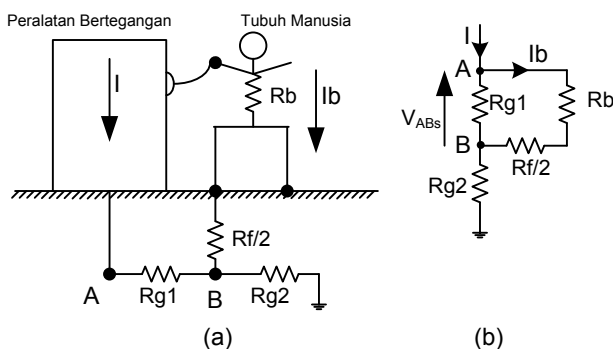 Peralatan Bertegangan
Tubuh Manusia
I
Rb
Ib
Rf/2
A
Rg1
B
Rg2
(a)
I
A
Ib
Rg1
Rb
VABs
B
Rf/2
Rg2
(b)